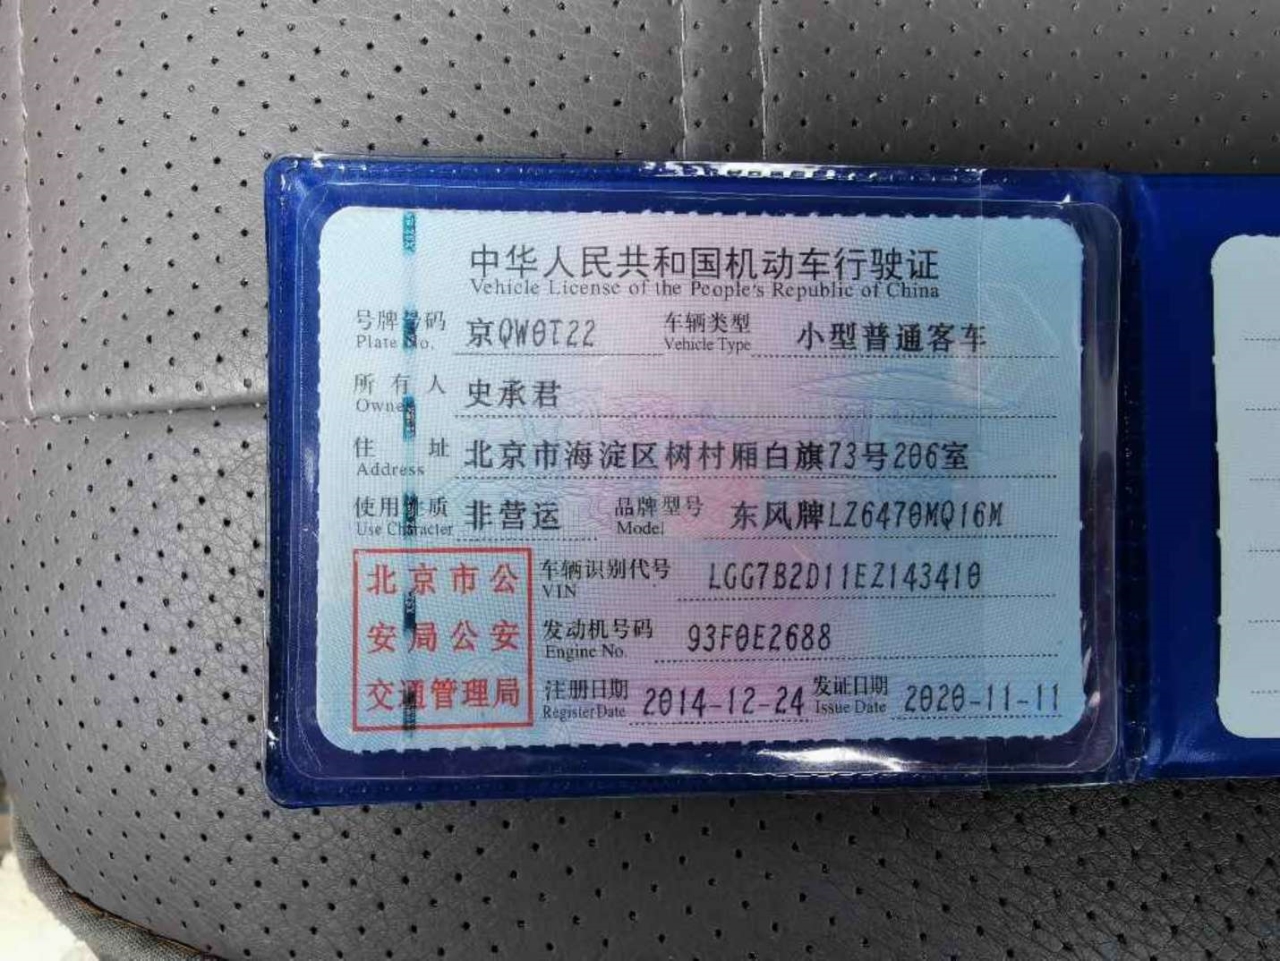 中华人民共和国机动车行驶证
Vehicle License of the People's Republic of China
号牌号码 京QW0T22 车辆类型 小型普通客车
Plate No. Vehicle Type
所有人 史承君
Owner
住址 北京市海淀区树村厢白旗73号206室
Address
使用性质 非营运 品牌型号 东风牌LZ6470MQ16M
Use Character Model
北京市公
安局公安
交通管理局
车辆识别代号 LGG7B2D11EZ143410
VIN
发动机号码 93F0E2688
Engine No.
注册日期 2014-12-24 发证日期 2020-11-11
Register Date Issue Date